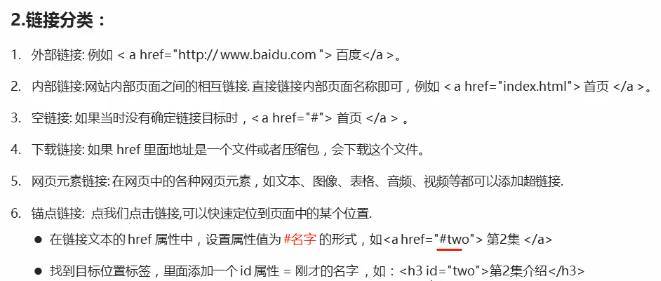 2.链接分类：
1. 外部链接: 例如 < a href="http:// www.baidu.com "> 百度</a >。
2. 内部链接:网站内部页面之间的相互链接. 直接链接内部页面名称即可，例如 < a href="index.html"> 首页 </a >。
3. 空链接: 如果当时没有确定链接目标时，< a href="#"> 首页 </a > 。
4. 下载链接: 如果 href 里面地址是一个文件或者压缩包，会下载这个文件。
5. 网页元素链接: 在网页中的各种网页元素，如文本、图像、表格、音频、视频等都可以添加超链接.
6. 锚点链接: 点我们点击链接,可以快速定位到页面中的某个位置.
● 在链接文本的 href 属性中，设置属性值为 #名字 的形式，如<a href="#two"> 第2集 </a>
● 找到目标位置标签，里面添加一个 id 属性 = 刚才的名字 ，如：<h3 id="two">第2集介绍</h3>